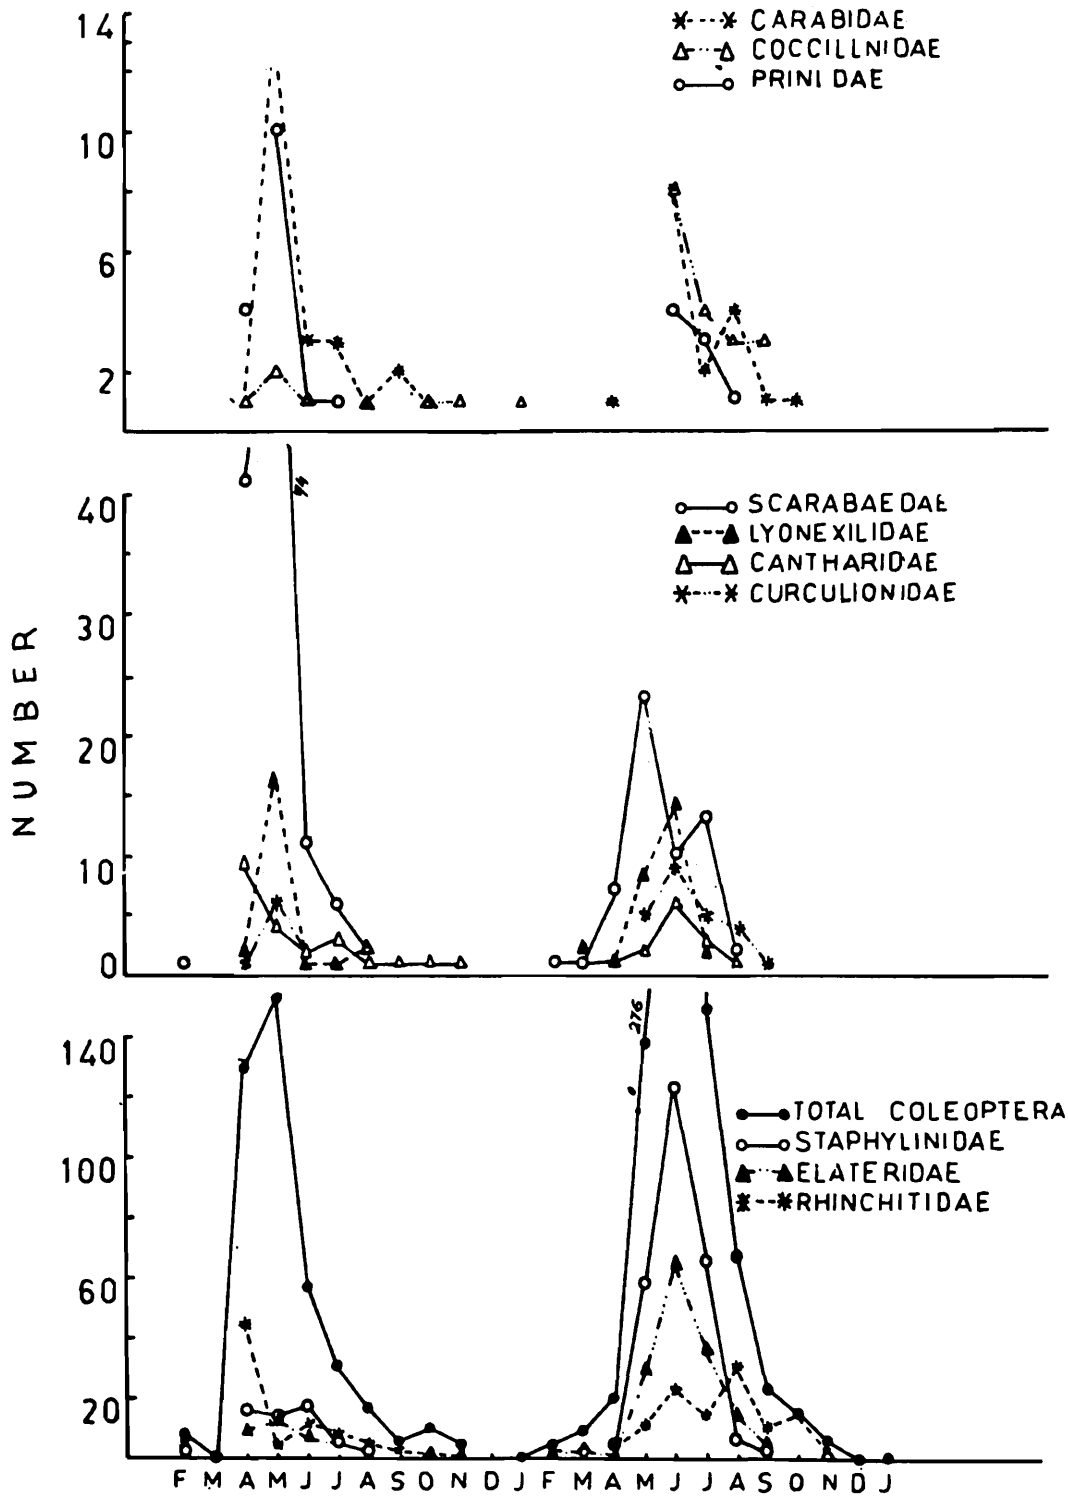 14
10
6
2
CARABIDAE
COCCILLNIDAE
PRINIDAE
NUMBER
40
30
20
10
0
SCARABAEDAE
LYONEXILIDAE
CANTHARIDAE
CURCULIONIDAE
140
100
60
20
276
TOTAL COLEOPTERA
STAPHYLINIDAE
ELATERIDAE
RHINCHITIDAE
F M A M J J A S O N D J F M A M J J A S O N D J